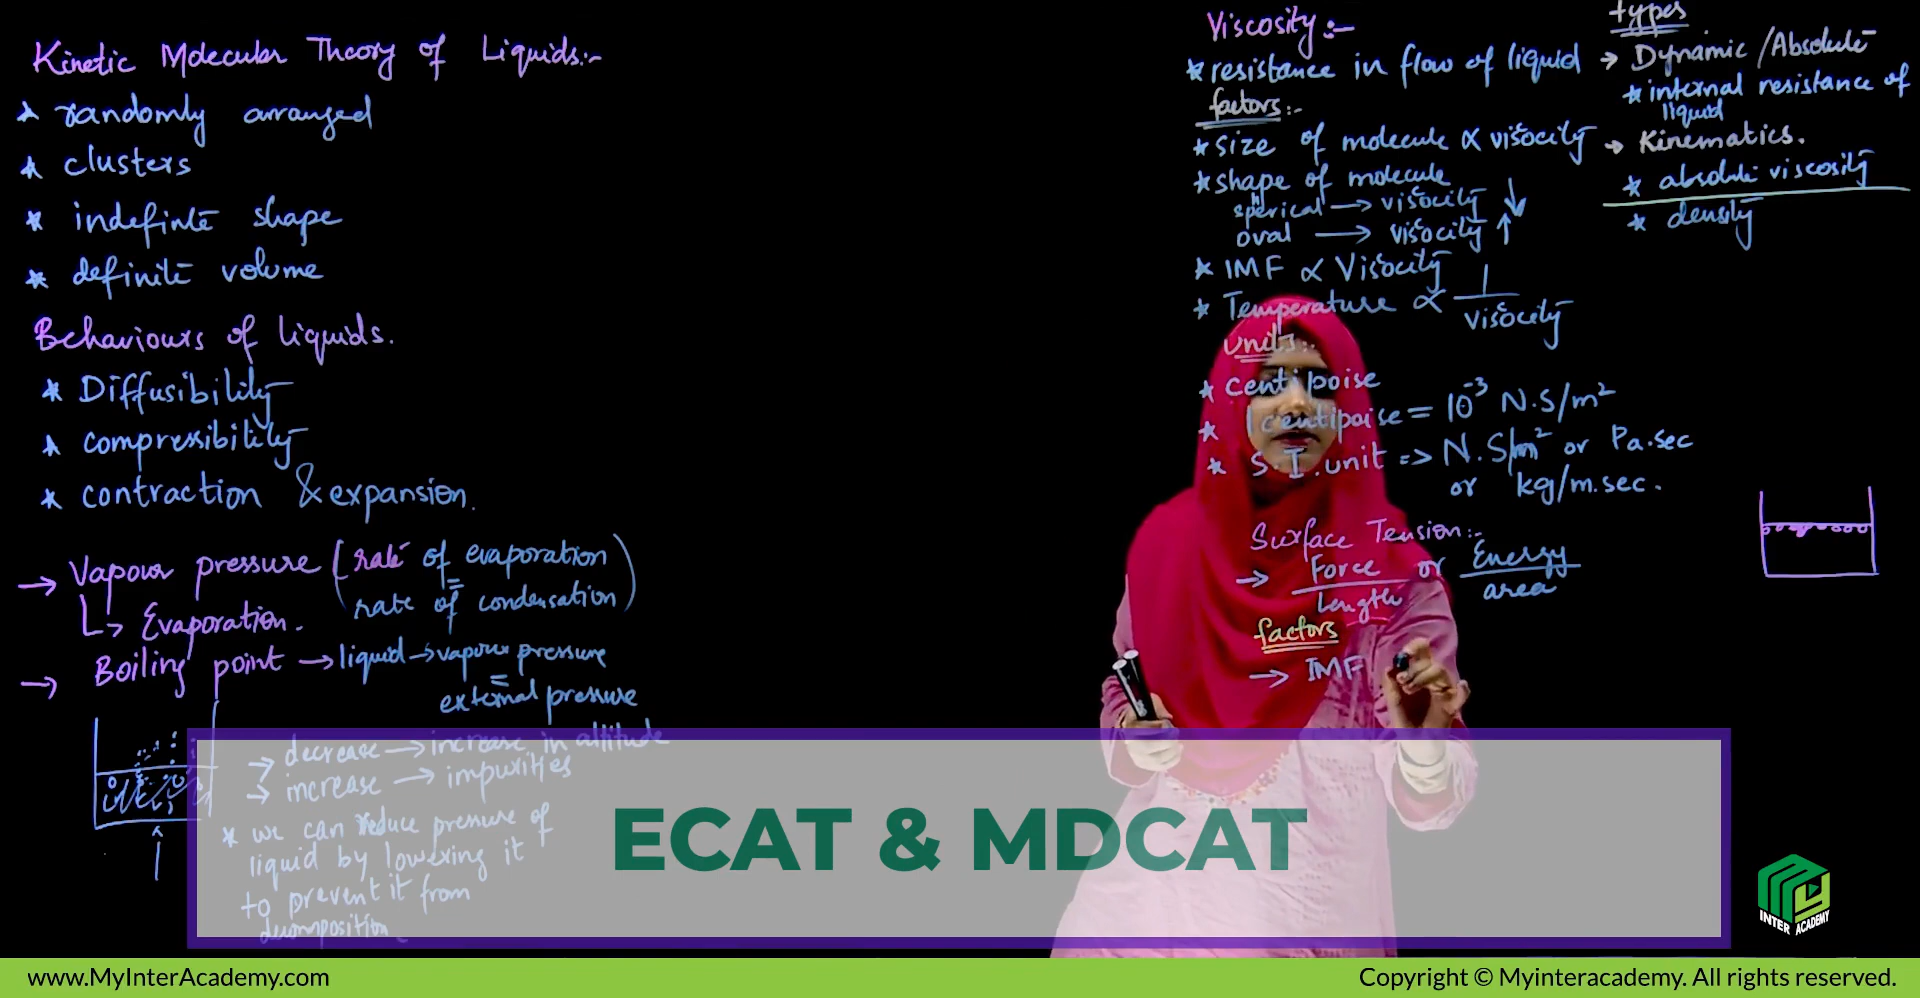 Kinetic Molecular Theory of Liquids:-
* randomly arranged
* clusters
* indefinite shape
* definite volume
Behaviours of liquids.
* Diffusibility
* compressibility
* contraction & expansion.
→ Vapour pressure (rate of evaporation
=
rate of condensation)
↳ Evaporation.
→ Boiling point → liquid → vapour pressure
=
external pressure
→ decrease → increase in altitude
→ increase → impurities
* we can reduce pressure of
liquid by lowering it
to prevent it from
decomposition.
Viscosity:-
* resistance in flow of liquid
factors:-
* size of molecule ∝ visocity
* shape of molecule
sperical → visocity ↓
oval → visocity ↑
* IMF ∝ Visocity
* Temperature ∝ 1
visocity
units:-
* centipoise
* 1 centipoise = 10⁻³ N.S/m²
* S.I. unit => N.S/m² or Pa.sec
or kg/m.sec.
Surface Tension:-
→ Force or Energy
Length area
factors
→ IMF
types
→ Dynamic /Absolute
* internal resistance of
liquid
→ Kinematics.
* absolute viscosity
* density
ECAT & MDCAT
INTER ACADEMY
www.MyInterAcademy.com
Copyright © Myinteracademy. All rights reserved.